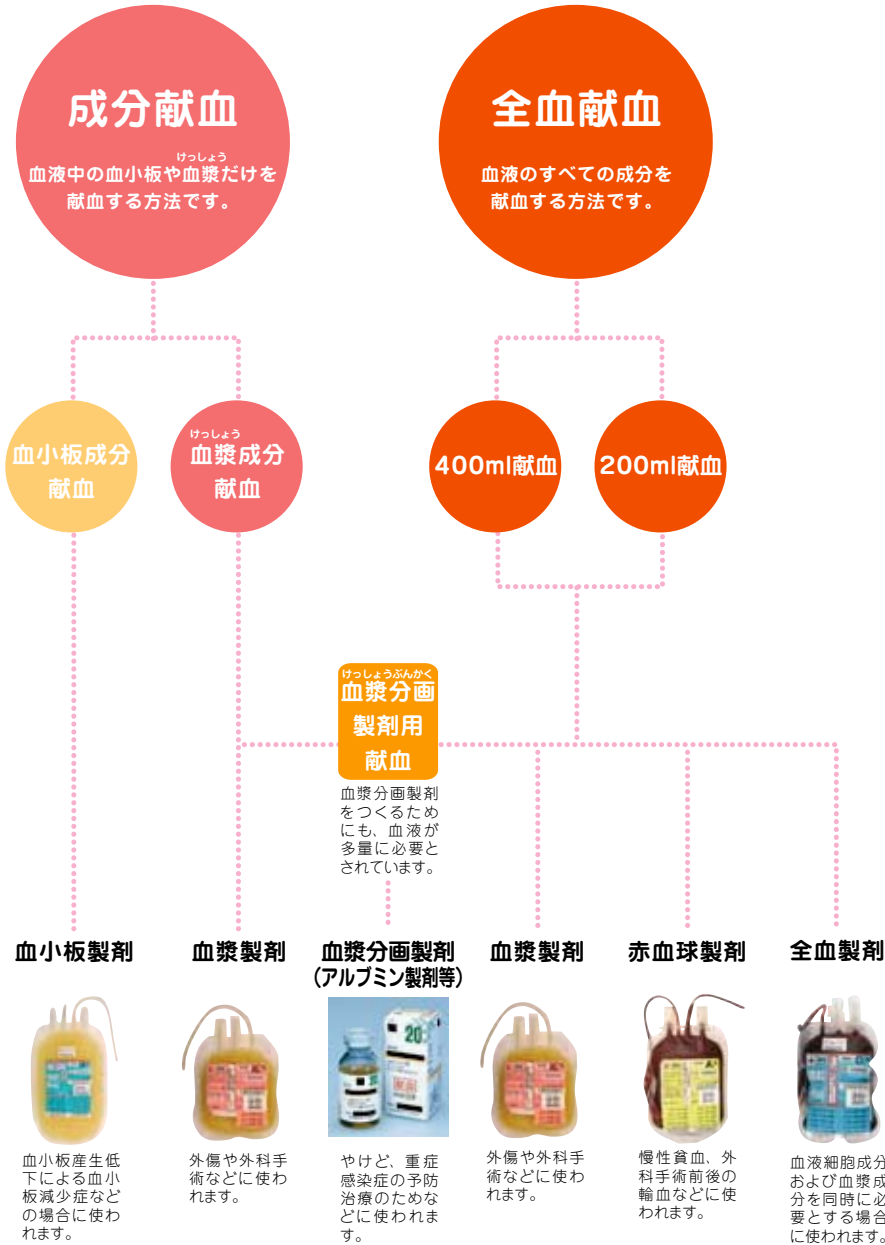 成分献血
けっしょう
血液中の血小板や血漿だけを
献血する方法です。
全血献血
血液のすべての成分を
献血する方法です。
血小板成分
献血
けっしょう
血漿成分
献血
400ml献血
200ml献血
けっしょうぶんかく
血漿分画
製剤用
献血
血漿分画製剤
をつくるため
にも、血液が
多量に必要と
されています。
血小板製剤
血漿製剤
血漿分画製剤
(アルブミン製剤等)
血漿製剤
赤血球製剤
全血製剤
20
血小板産生低
下による血小
板減少症など
の場合に使わ
れます。
外傷や外科手
術などに使わ
れます。
やけど、重症
感染症の予防
治療のためな
どに使われま
す。
外傷や外科手
術などに使わ
れます。
慢性貧血、外
科手術前後の
輸血などに使
われます。
血液細胞成分
および血漿成
分を同時に必
要とする場合
に使われます。